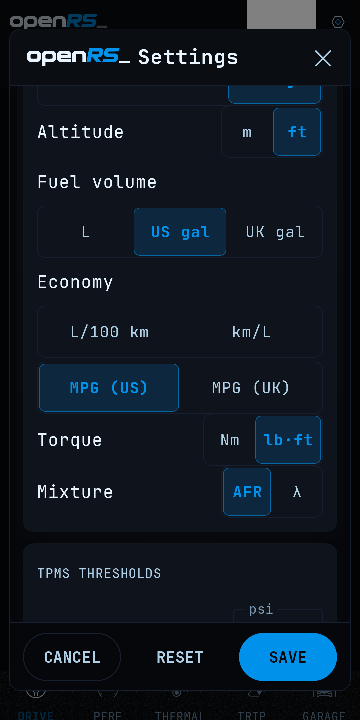 openRS_
openRS_ Settings
Altitude m ft
Fuel volume
L US gal UK gal
Economy
L/100 km km/L
MPG (US) MPG (UK)
Torque Nm lb·ft
Mixture AFR λ
TPMS THRESHOLDS
psi
CANCEL RESET SAVE
DRIVE PERF THERMAL TRIP GARAGE